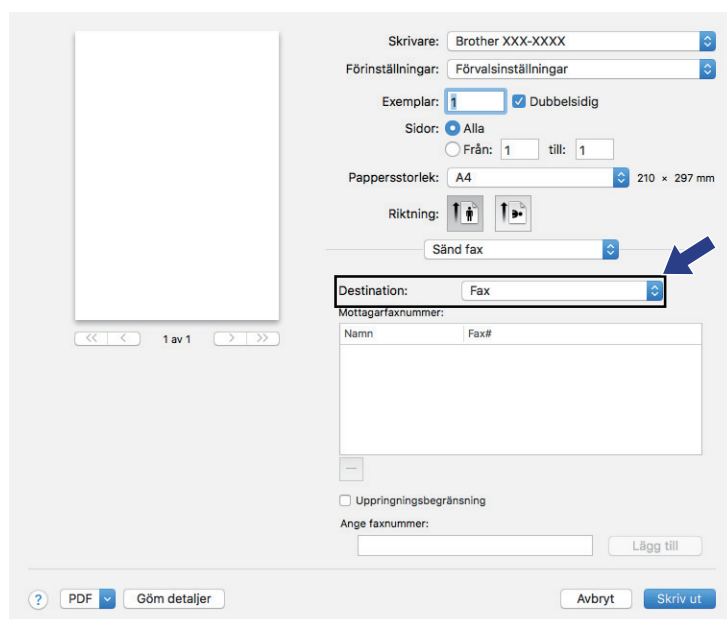 Skrivare: Brother XXX-XXXX
Förinställningar: Förvalsinställningar
Exemplar: 1 Dubbelsidig
Sidor: Alla
Från: 1 till: 1
Pappersstorlek: A4 210 × 297 mm
Riktning:
Sänd fax
Destination: Fax
Mottagarfaxnummer:
Namn Fax#
1 av 1
Uppringningsbegränsning
Ange faxnummer:
Lägg till
? PDF Göm detaljer Avbryt Skriv ut